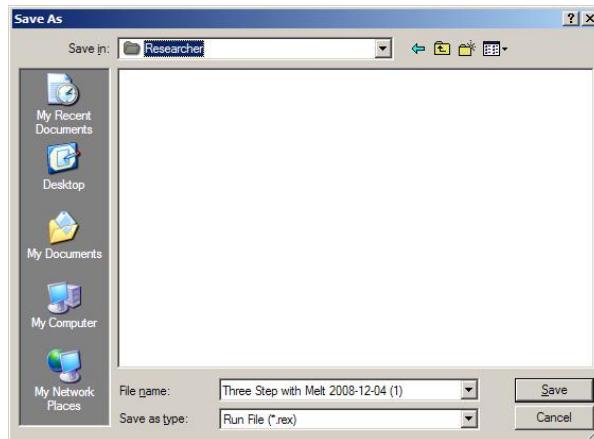 Save As
Save in:
Researcher
My Recent
Documents
Desktop
My Documents
My Computer
My Network
Places
File name:
Three Step with Melt 2008-12-04 (1)
Save
Save as type:
Run File (*.rex)
Cancel